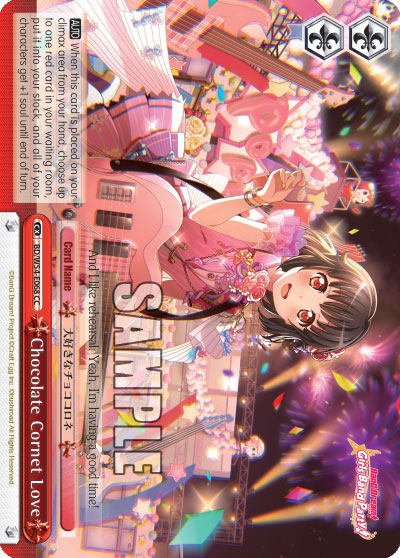 [AUTO] When this card is placed on your
climax area from your hand, choose up
to one red card in your waiting room,
put it into your stock, and all of your
characters get +1 soul until end of turn.
And I like rehearsal! Yeah, I'm having a good time!
SAMPLE
BanG Dream!
Girls Band Party!
Card Name
大好きなチョココロネ
CX
BD/W54-E068 CC
Chocolate Cornet Love
©BanG Dream! Project ©Craft Egg Inc. ©bushiroad All Rights Reserved.